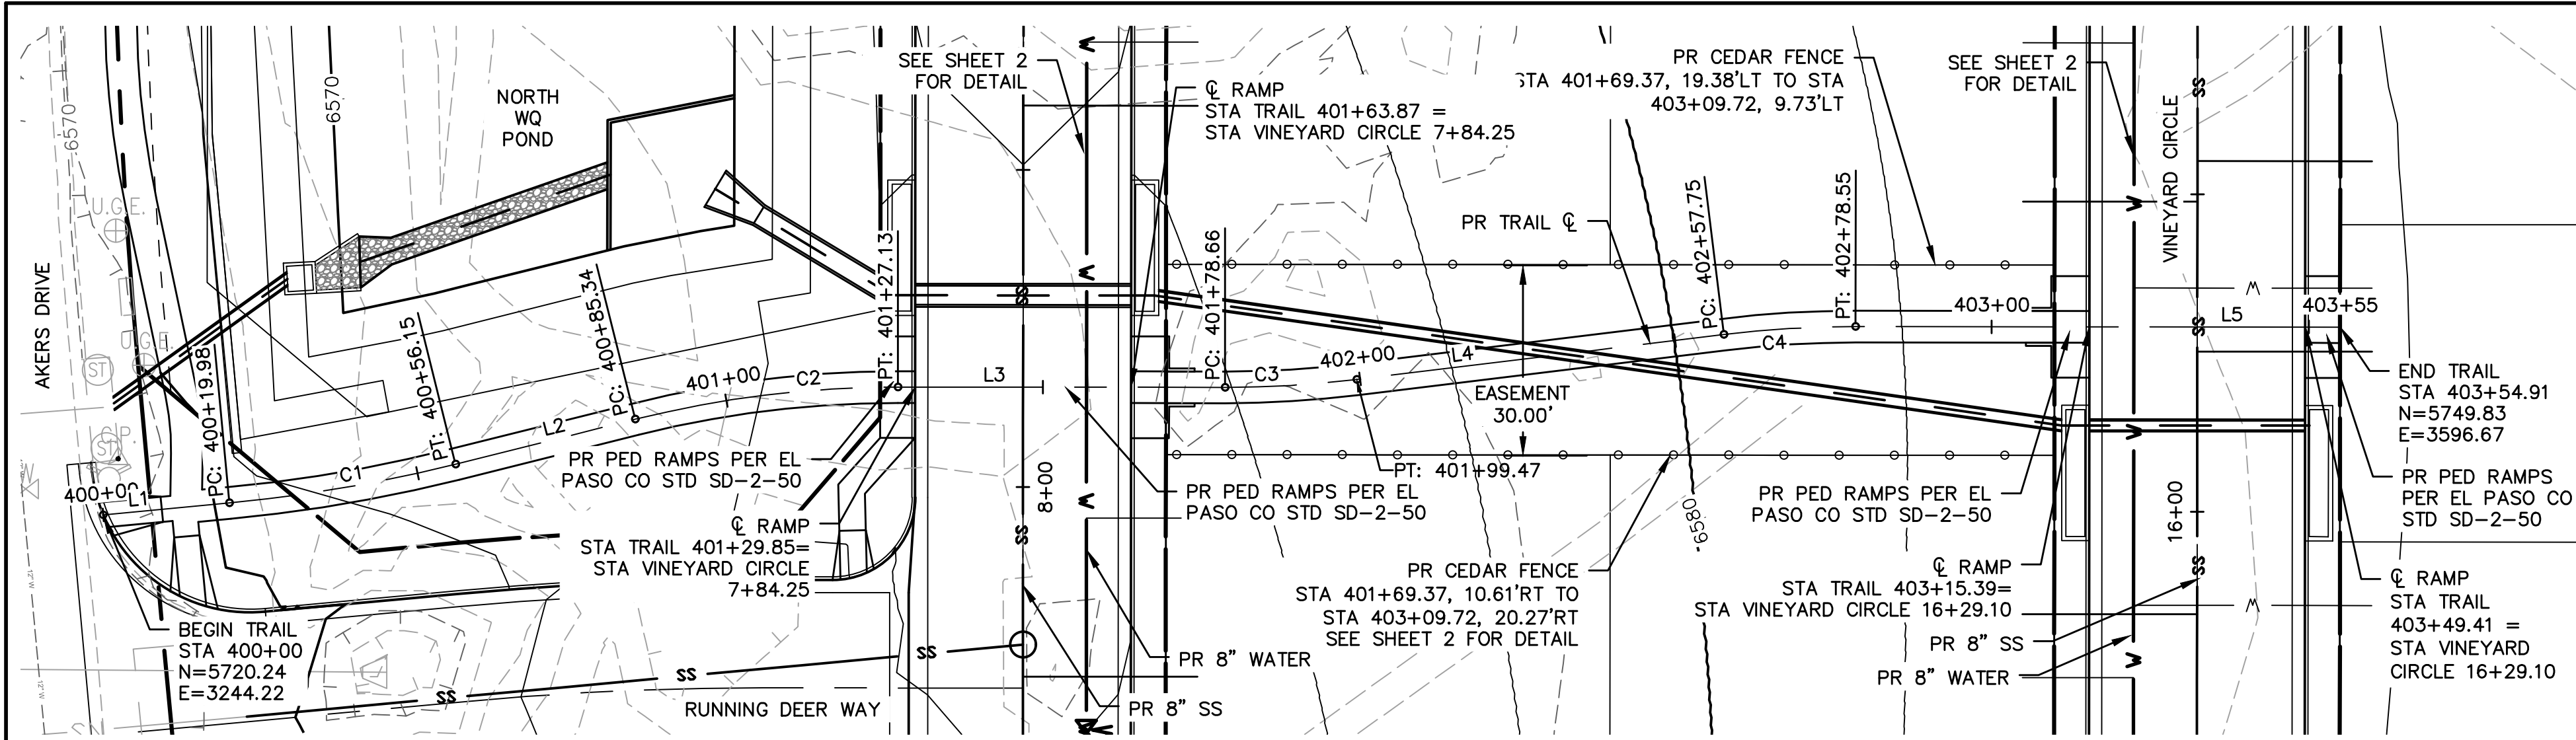 AKERS DRIVE
6570
6570
NORTH
WQ
POND
U.G.E.
U.G.E.
ST
400+00
L1
PC: 400+19.98
C1
PT: 400+56.15
L2
PC: 400+85.34
401+00
C2
PT: 401+27.13
BEGIN TRAIL
STA 400+00
N=5720.24
E=3244.22
12"W
12"W
PR PED RAMPS PER EL
PASO CO STD SD-2-50
℄ RAMP
STA TRAIL 401+29.85=
STA VINEYARD CIRCLE
7+84.25
SS
SS
SS
RUNNING DEER WAY
SEE SHEET 2
FOR DETAIL
L3
SS
SS
8+00
W
W
W
℄ RAMP
STA TRAIL 401+63.87 =
STA VINEYARD CIRCLE 7+84.25
PC: 401+78.66
C3
402+00
L4
PT: 401+99.47
PR PED RAMPS PER EL
PASO CO STD SD-2-50
PR 8" WATER
PR 8" SS
EASEMENT
30.00'
PR TRAIL ℄
PR CEDAR FENCE
STA 401+69.37, 19.38'LT TO STA
403+09.72, 9.73'LT
PC: 402+57.75
C4
PT: 402+78.55
403+00
6580
PR CEDAR FENCE
STA 401+69.37, 10.61'RT TO
STA 403+09.72, 20.27'RT
SEE SHEET 2 FOR DETAIL
SEE SHEET 2
FOR DETAIL
VINEYARD CIRCLE
SS
SS
SS
W
W
W
16+00
PR PED RAMPS PER EL
PASO CO STD SD-2-50
℄ RAMP
STA TRAIL 403+15.39=
STA VINEYARD CIRCLE 16+29.10
PR 8" SS
PR 8" WATER
L5
403+55
END TRAIL
STA 403+54.91
N=5749.83
E=3596.67
PR PED RAMPS
PER EL PASO CO
STD SD-2-50
℄ RAMP
STA TRAIL
403+49.41 =
STA VINEYARD
CIRCLE 16+29.10